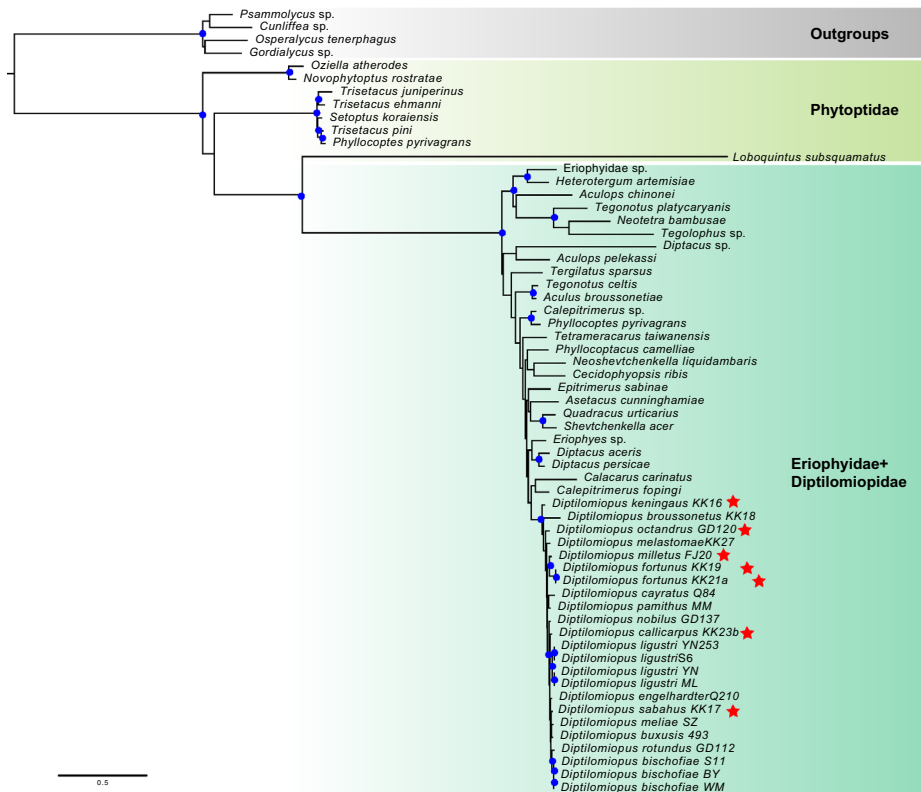 Psammolycus sp.
Cunliffea sp.
Osperalycus tenerphagus
Gordialycus sp.
Outgroups
Oziella atherodes
Novophytoptus rostratae
Trisetacus juniperinus
Trisetacus ehmanni
Setoptus koraiensis
Trisetacus pini
Phyllocoptes pyrivagrans
Phytoptidae
Loboquintus subsquamatus
Eriophyidae sp.
Heterotergum artemisiae
Aculops chinonei
Tegonotus platycaryanis
Neotetra bambusae
Tegolophus sp.
Diptacus sp.
Aculops pelekassi
Tergilatus sparsus
Tegonotus celtis
Aculus broussonetiae
Calepitrimerus sp.
Phyllocoptes pyrivagrans
Tetrameracarus taiwanensis
Phyllocoptacus camelliae
Neoshevtchenkella liquidambaris
Cecidophyopsis ribis
Epitrimerus sabinae
Asetacus cunninghamiae
Quadracus urticarius
Shevtchenkella acer
Eriophyes sp.
Diptacus aceris
Diptacus persicae
Eriophyidae+
Diptilomiopidae
Calacarus carinatus
Calepitrimerus fopingi
Diptilomiopus keningaus KK16
Diptilomiopus broussonetus KK18
Diptilomiopus octandrus GD120
Diptilomiopus melastomaeKK27
Diptilomiopus milletus FJ20
Diptilomiopus fortunus KK19
Diptilomiopus fortunus KK21a
Diptilomiopus cayratus Q84
Diptilomiopus pamithus MM
Diptilomiopus nobilus GD137
Diptilomiopus callicarpus KK23b
Diptilomiopus ligustri YN253
Diptilomiopus ligustriS6
Diptilomiopus ligustri YN
Diptilomiopus ligustri ML
Diptilomiopus engelhardterQ210
Diptilomiopus sabahus KK17
Diptilomiopus meliae SZ
Diptilomiopus buxusis 493
Diptilomiopus rotundus GD112
Diptilomiopus bischofiae S11
Diptilomiopus bischofiae BY
Diptilomiopus bischofiae WM
0.5